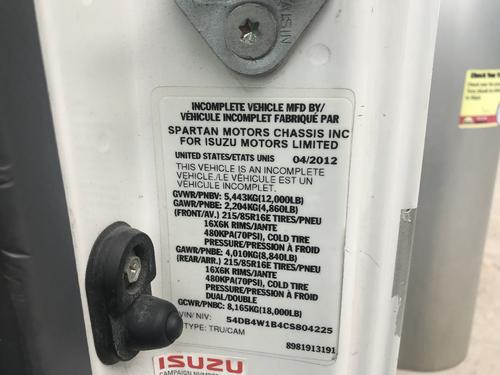 AISIN
INCOMPLETE VEHICLE MFD BY/
VÉHICULE INCOMPLET FABRIQUÉ PAR
SPARTAN MOTORS CHASSIS INC
FOR ISUZU MOTORS LIMITED
UNITED STATES/ETATS UNIS 04/2012
THIS VEHICLE IS AN INCOMPLETE
VEHICLE./LE VÉHICULE EST UN
VÉHICULE INCOMPLET.
GVWR/PNBV: 5,443KG(12,000LB)
GAWR/PNBE: 2,204KG(4,860LB)
(FRONT/AV.) 215/85R16E TIRES/PNEU
16X6K RIMS/JANTE
480KPA(70PSI), COLD TIRE
PRESSURE/PRESSION À FROID
GAWR/PNBE: 4,010KG(8,840LB)
(REAR/ARR.) 215/85R16E TIRES/PNEU
16X6K RIMS/JANTE
480KPA(70PSI), COLD TIRE
PRESSURE/PRESSION À FROID
DUAL/DOUBLE
GCWR/PNBC: 8,165KG(18,000LB)
VIN/ NIV: 54DB4W1B4CS804225
TYPE: TRU/CAM
8981913191
ISUZU
CAMPAIGN NUMBER
Check Your